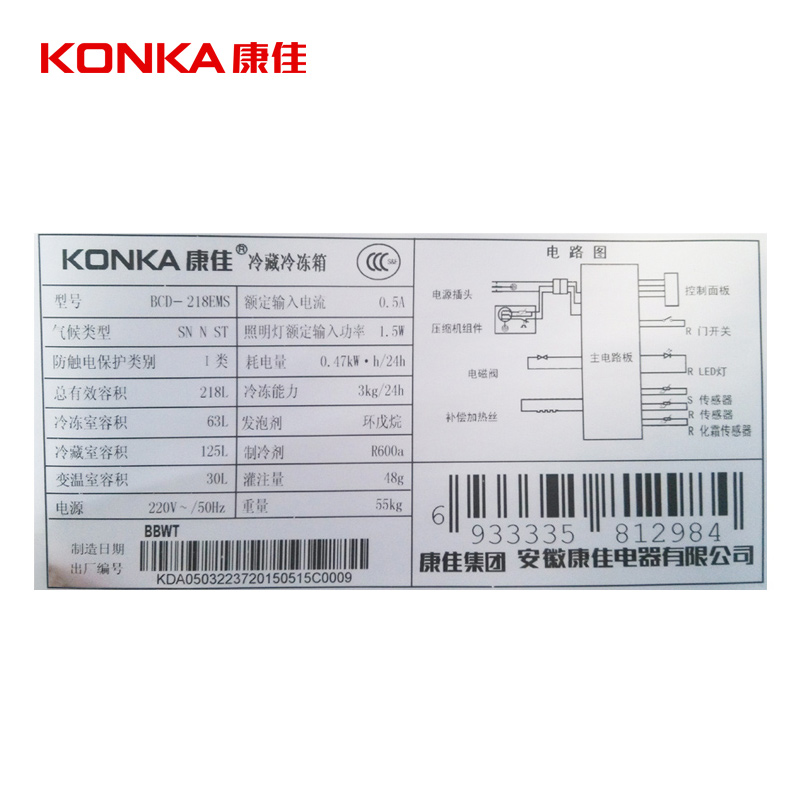 KONKA 康佳
KONKA 康佳® 冷藏冷冻箱
型号 BCD-218EMS 额定输入电流 0.5A
气候类型 SN N ST 照明灯额定输入功率 1.5W
防触电保护类别 I 类 耗电量 0.47kW·h/24h
总有效容积 218L 冷冻能力 3kg/24h
冷冻室容积 63L 发泡剂 环戊烷
冷藏室容积 125L 制冷剂 R600a
变温室容积 30L 灌注量 48g
电源 220V～/50Hz 重量 55kg
制造日期 BBWT
出厂编号
KDA0503223720150515C0009
电路图
电源插头
压缩机组件
电磁阀
补偿加热丝
主电路板
控制面板
R 门开关
R LED灯
S 传感器
R 传感器
R 化霜传感器
6 933335 812984
康佳集团 安徽康佳电器有限公司